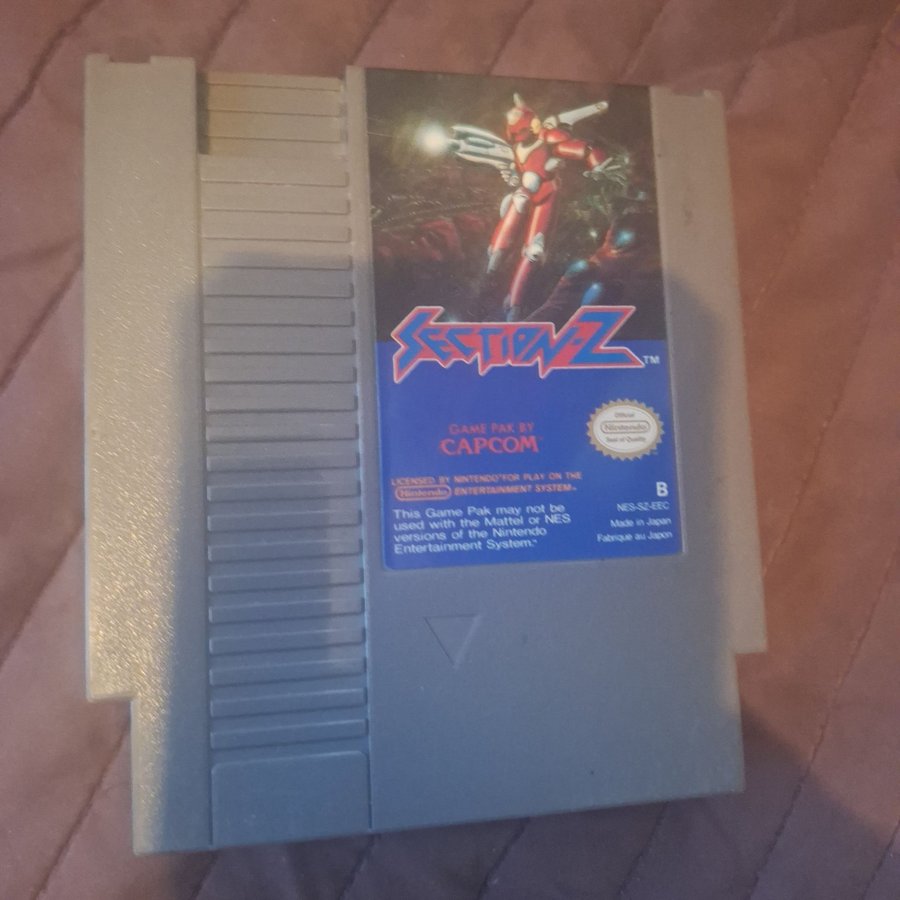 SECTION-Z TM
GAME PAK BY
CAPCOM
Official
Nintendo
Seal of Quality
LICENSED BY NINTENDO® FOR PLAY ON THE
Nintendo ENTERTAINMENT SYSTEM™
This Game Pak may not be
used with the Mattel or NES
versions of the Nintendo
Entertainment System.™
B
NES-SZ-EEC
Made in Japan
Fabriqué au Japon